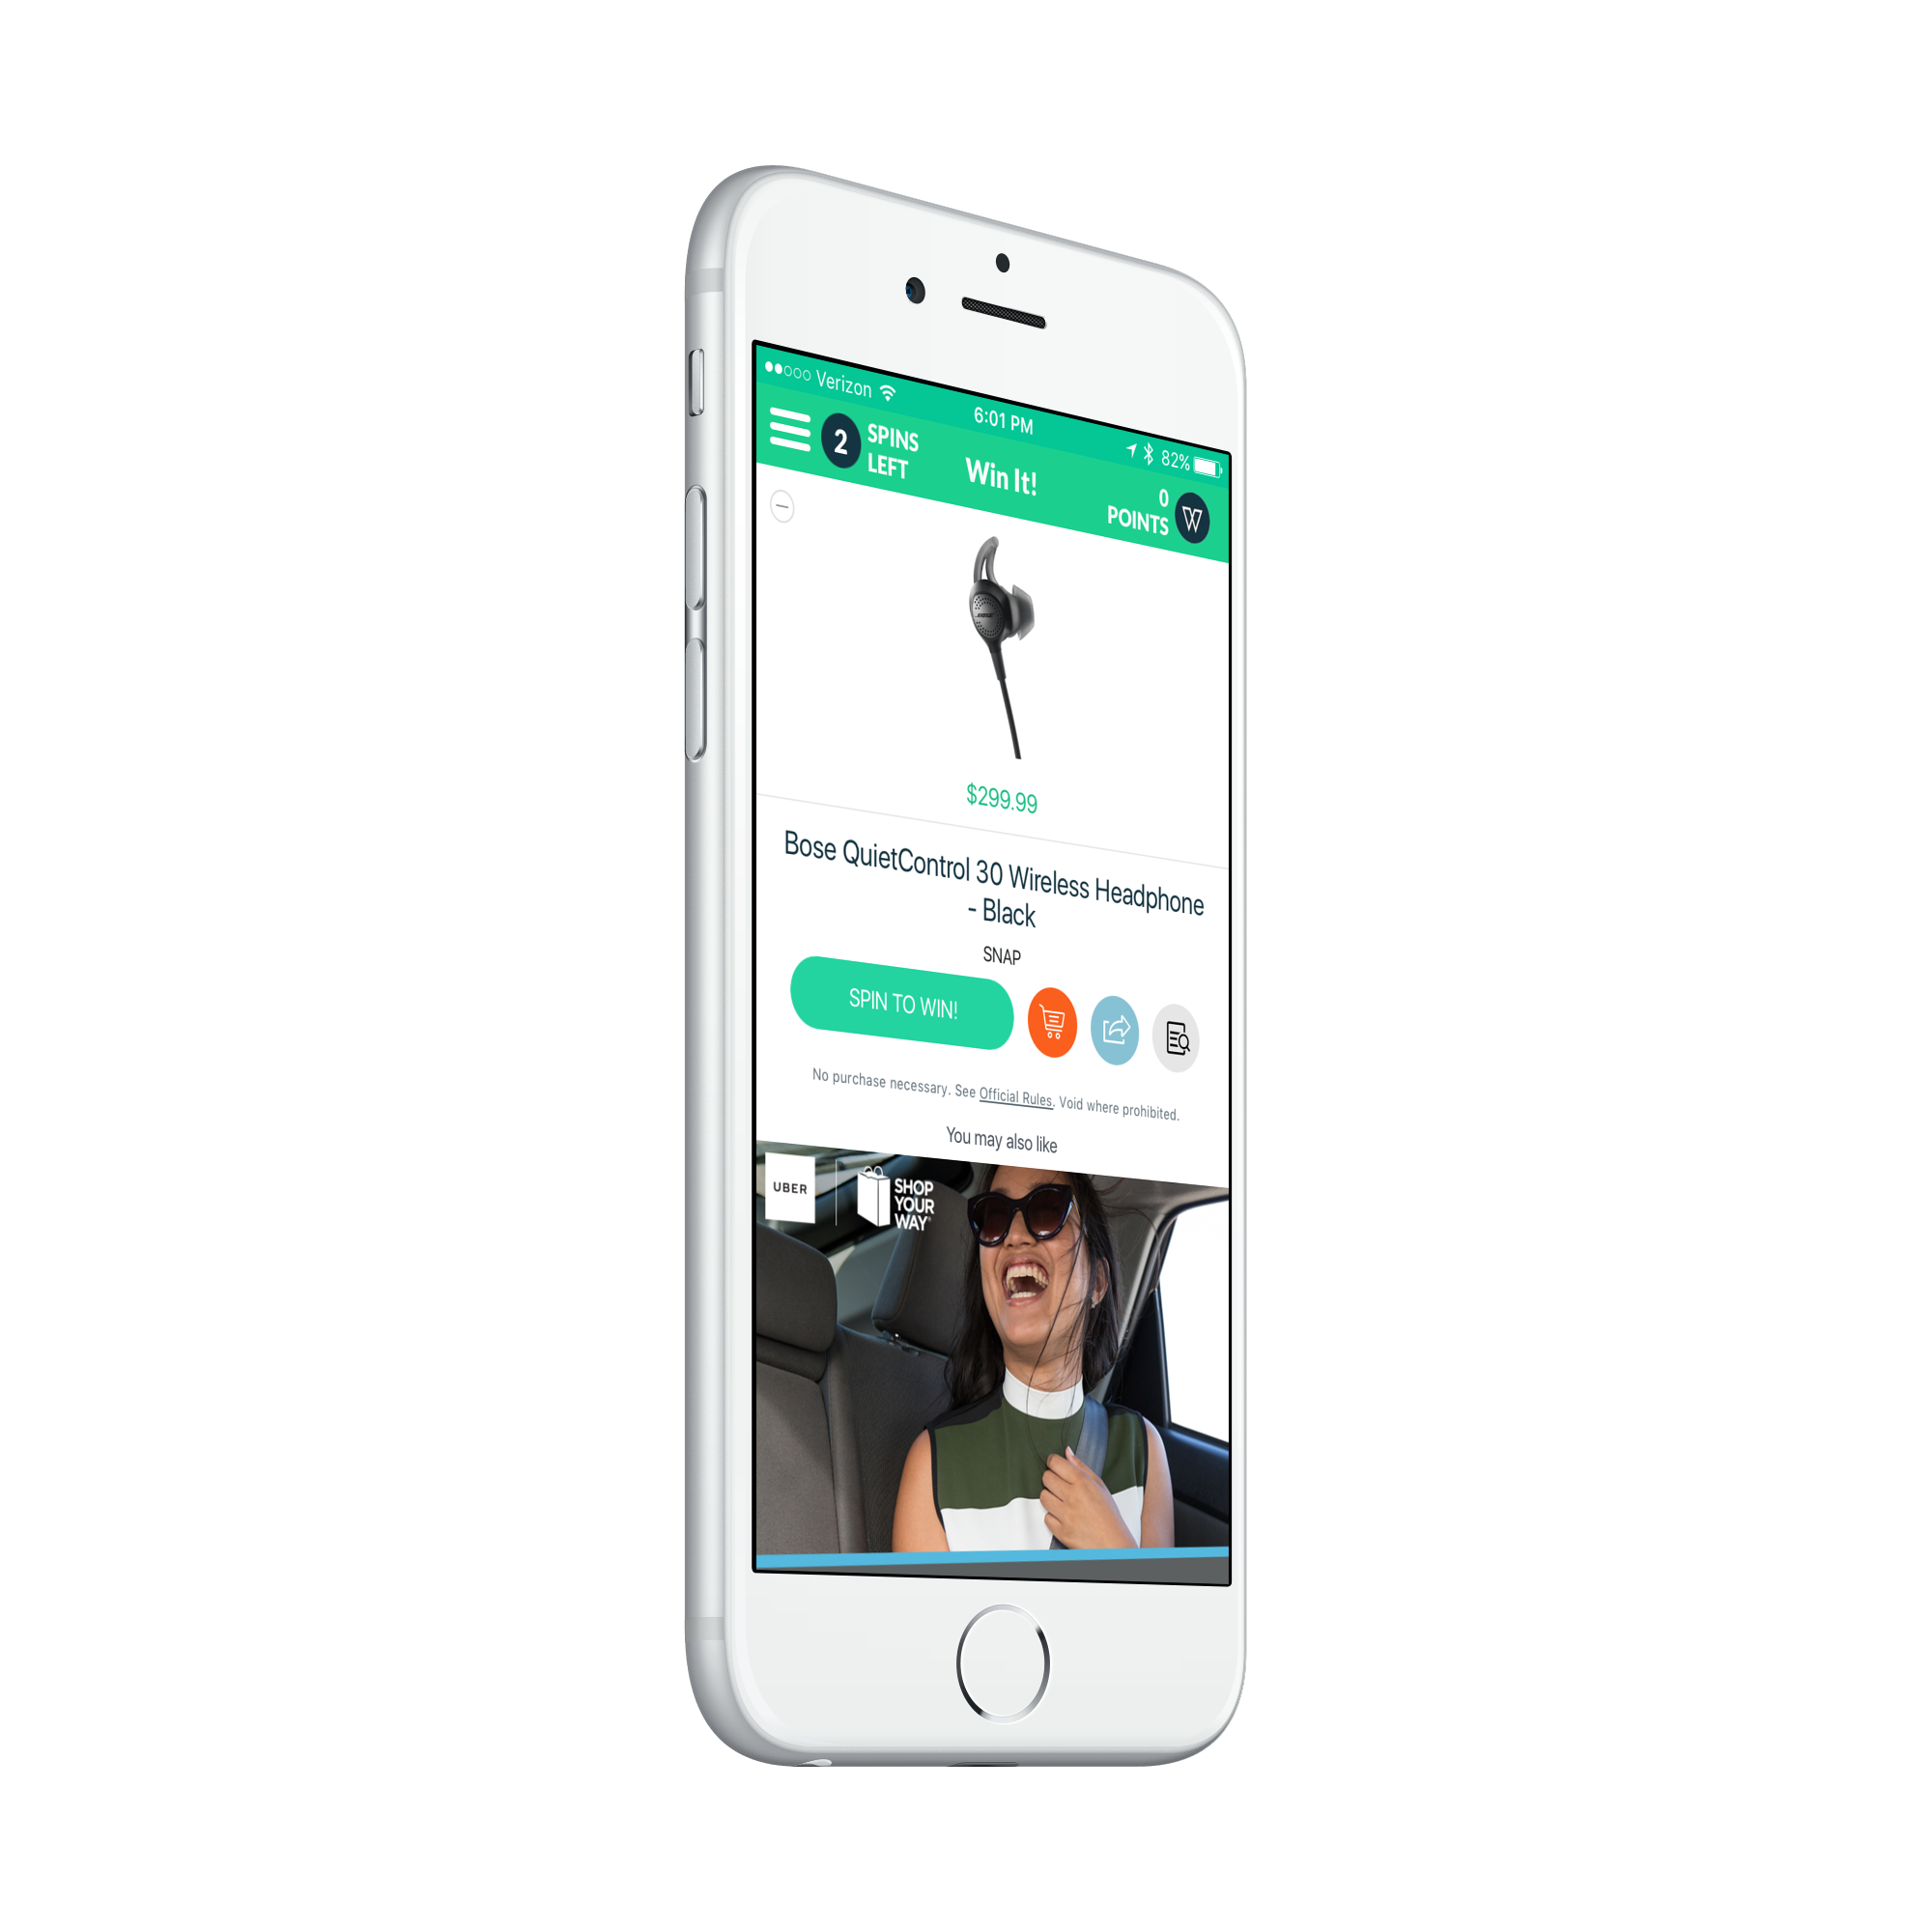 Verizon
6:01 PM
82%
2
SPINS
LEFT
Win It!
0
POINTS
W
BOSE
$299.99
Bose QuietControl 30 Wireless Headphone
- Black
SNAP
SPIN TO WIN!
No purchase necessary. See Official Rules. Void where prohibited.
You may also like
UBER
SHOP
YOUR
WAY